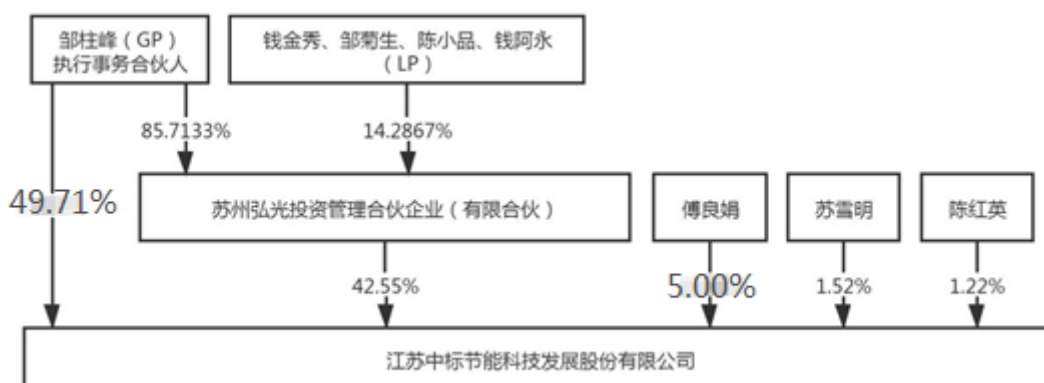 邹柱峰（GP）
执行事务合伙人
钱金秀、邹菊生、陈小品、钱阿永
（LP）
85.7133%
14.2867%
49.71%
苏州弘光投资管理合伙企业（有限合伙）
傅良娟
苏雪明
陈红英
42.55%
5.00%
1.52%
1.22%
江苏中标节能科技发展股份有限公司